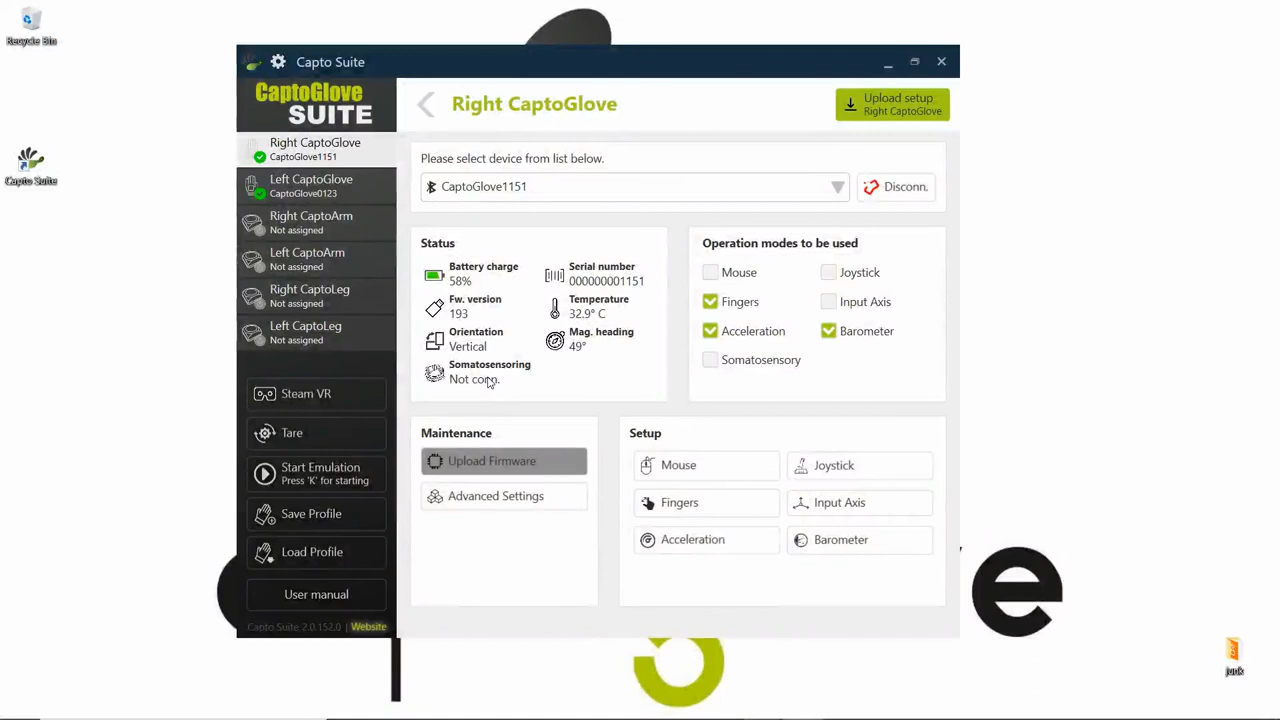 Recycle Bin
Capto Suite
Capto Suite
CaptoGlove
SUITE
Right CaptoGlove
CaptoGlove1151
Left CaptoGlove
CaptoGlove0123
Right CaptoArm
Not assigned
Left CaptoArm
Not assigned
Right CaptoLeg
Not assigned
Left CaptoLeg
Not assigned
Steam VR
Tare
Start Emulation
Press 'K' for starting
Save Profile
Load Profile
User manual
Capto Suite 2.0.152.0 | Website
Right CaptoGlove
Upload setup
Right CaptoGlove
Please select device from list below.
CaptoGlove1151
Disconn.
Status
Battery charge
58%
Serial number
000000001151
Fw. version
193
Temperature
32.9° C
Orientation
Vertical
Mag. heading
49°
Somatosensoring
Not conn.
Operation modes to be used
Mouse
Joystick
Fingers
Input Axis
Acceleration
Barometer
Somatosensory
Maintenance
Upload Firmware
Advanced Settings
Setup
Mouse
Joystick
Fingers
Input Axis
Acceleration
Barometer
e
junk